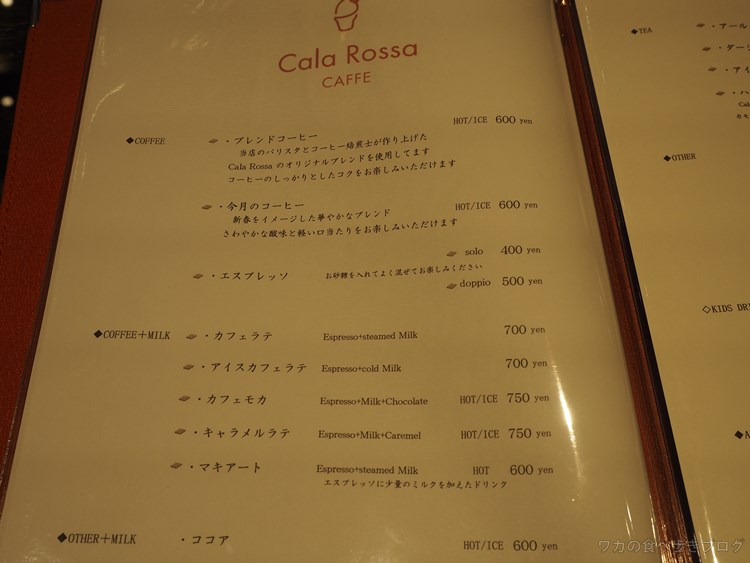 Cala Rossa
CAFFE
◆COFFEE
・ブレンドコーヒー HOT/ICE 600 yen
当店のバリスタとコーヒー焙煎士が作り上げた
Cala Rossa のオリジナルブレンドを使用してます
コーヒーのしっかりとしたコクをお楽しみいただけます
・今月のコーヒー HOT/ICE 600 yen
新春をイメージした華やかなブレンド
さわやかな酸味と軽い口当たりをお楽しみいただけます
solo 400 yen
・エスプレッソ お砂糖を入れてよく混ぜてお楽しみください
doppio 500 yen
◆COFFEE+MILK ・カフェラテ Espresso+steamed Milk 700 yen
・アイスカフェラテ Espresso+cold Milk 700 yen
・カフェモカ Espresso+Milk+Chocolate HOT/ICE 750 yen
・キャラメルラテ Espresso+Milk+Caremel HOT/ICE 750 yen
・マキアート Espresso+steamed Milk HOT 600 yen
エスプレッソに少量のミルクを加えたドリンク
◆OTHER+MILK ・ココア HOT/ICE 600 yen
◆TEA
・アール
・ダーリ
・アイ
・ハ
◆OTHER
◇KIDS DR
ワカの食べ歩きブログ